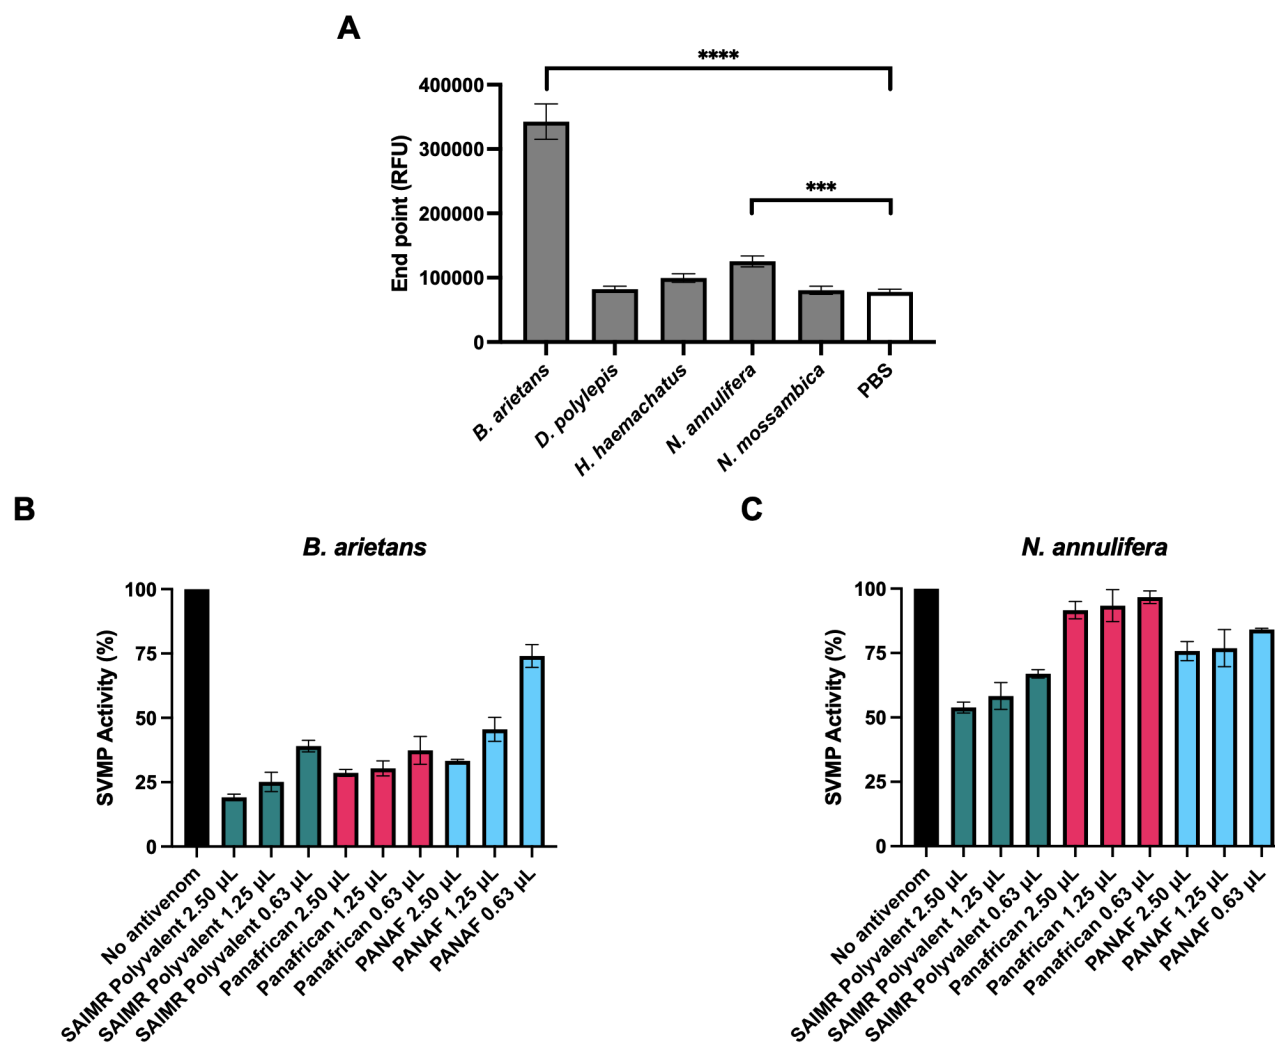 A
****
***
End point (RFU)
400000
300000
200000
100000
0
B. arietans
D. polylepis
H. haemachatus
N. annulifera
N. mossambica
PBS
B
B. arietans
SVMP Activity (%)
100
75
50
25
0
No antivenom
SAIMR Polyvalent 2.50 µL
SAIMR Polyvalent 1.25 µL
SAIMR Polyvalent 0.63 µL
Panafrican 2.50 µL
Panafrican 1.25 µL
Panafrican 0.63 µL
PANAF 2.50 µL
PANAF 1.25 µL
PANAF 0.63 µL
C
N. annulifera
SVMP Activity (%)
100
75
50
25
0
No antivenom
SAIMR Polyvalent 2.50 µL
SAIMR Polyvalent 1.25 µL
SAIMR Polyvalent 0.63 µL
Panafrican 2.50 µL
Panafrican 1.25 µL
Panafrican 0.63 µL
PANAF 2.50 µL
PANAF 1.25 µL
PANAF 0.63 µL